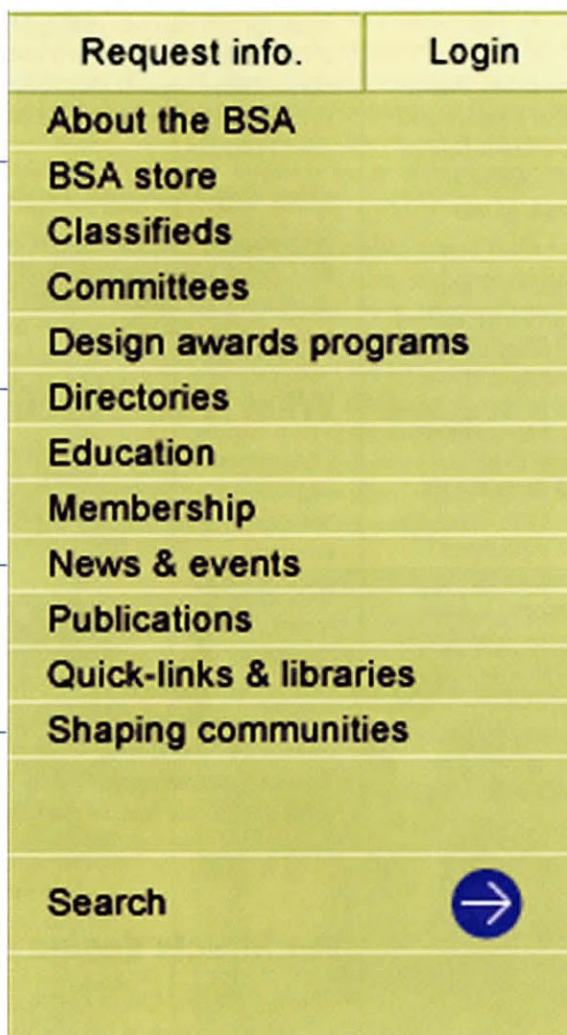 Request info. Login
About the BSA
BSA store
Classifieds
Committees
Design awards programs
Directories
Education
Membership
News & events
Publications
Quick-links & libraries
Shaping communities
Search